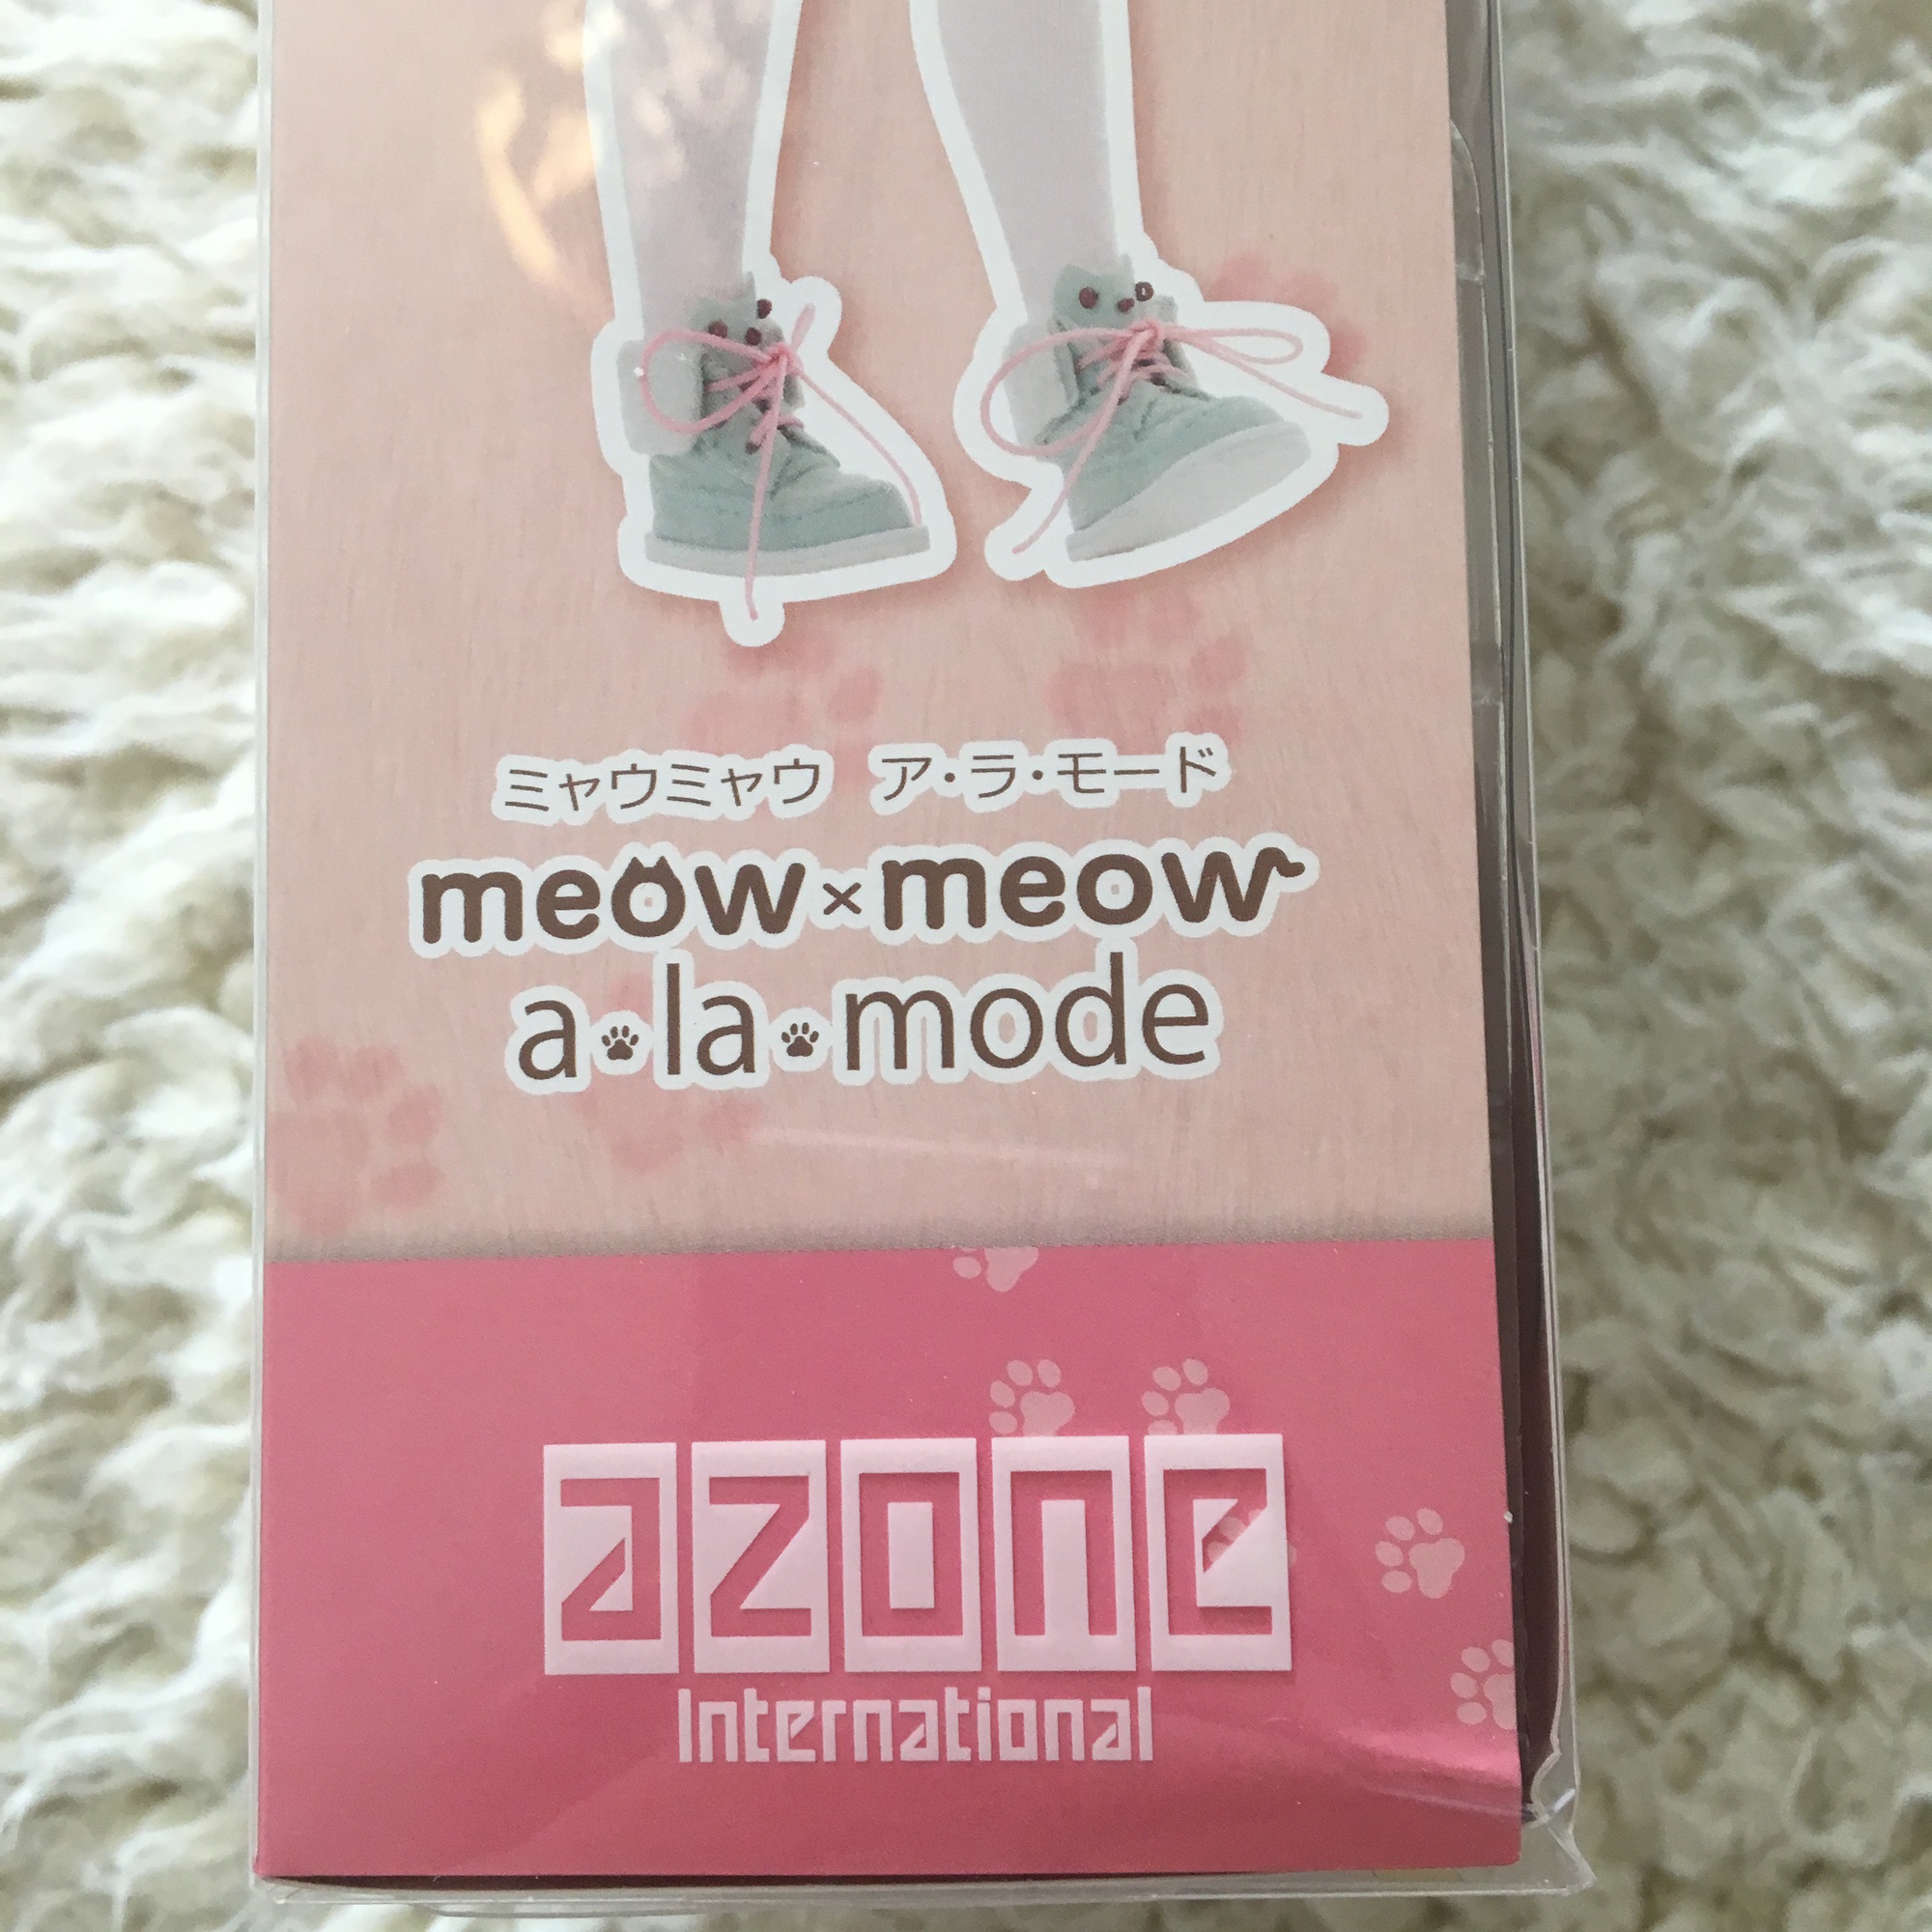 ミャウミャウ ア・ラ・モード
meow×meow
a・la・mode
azone
International